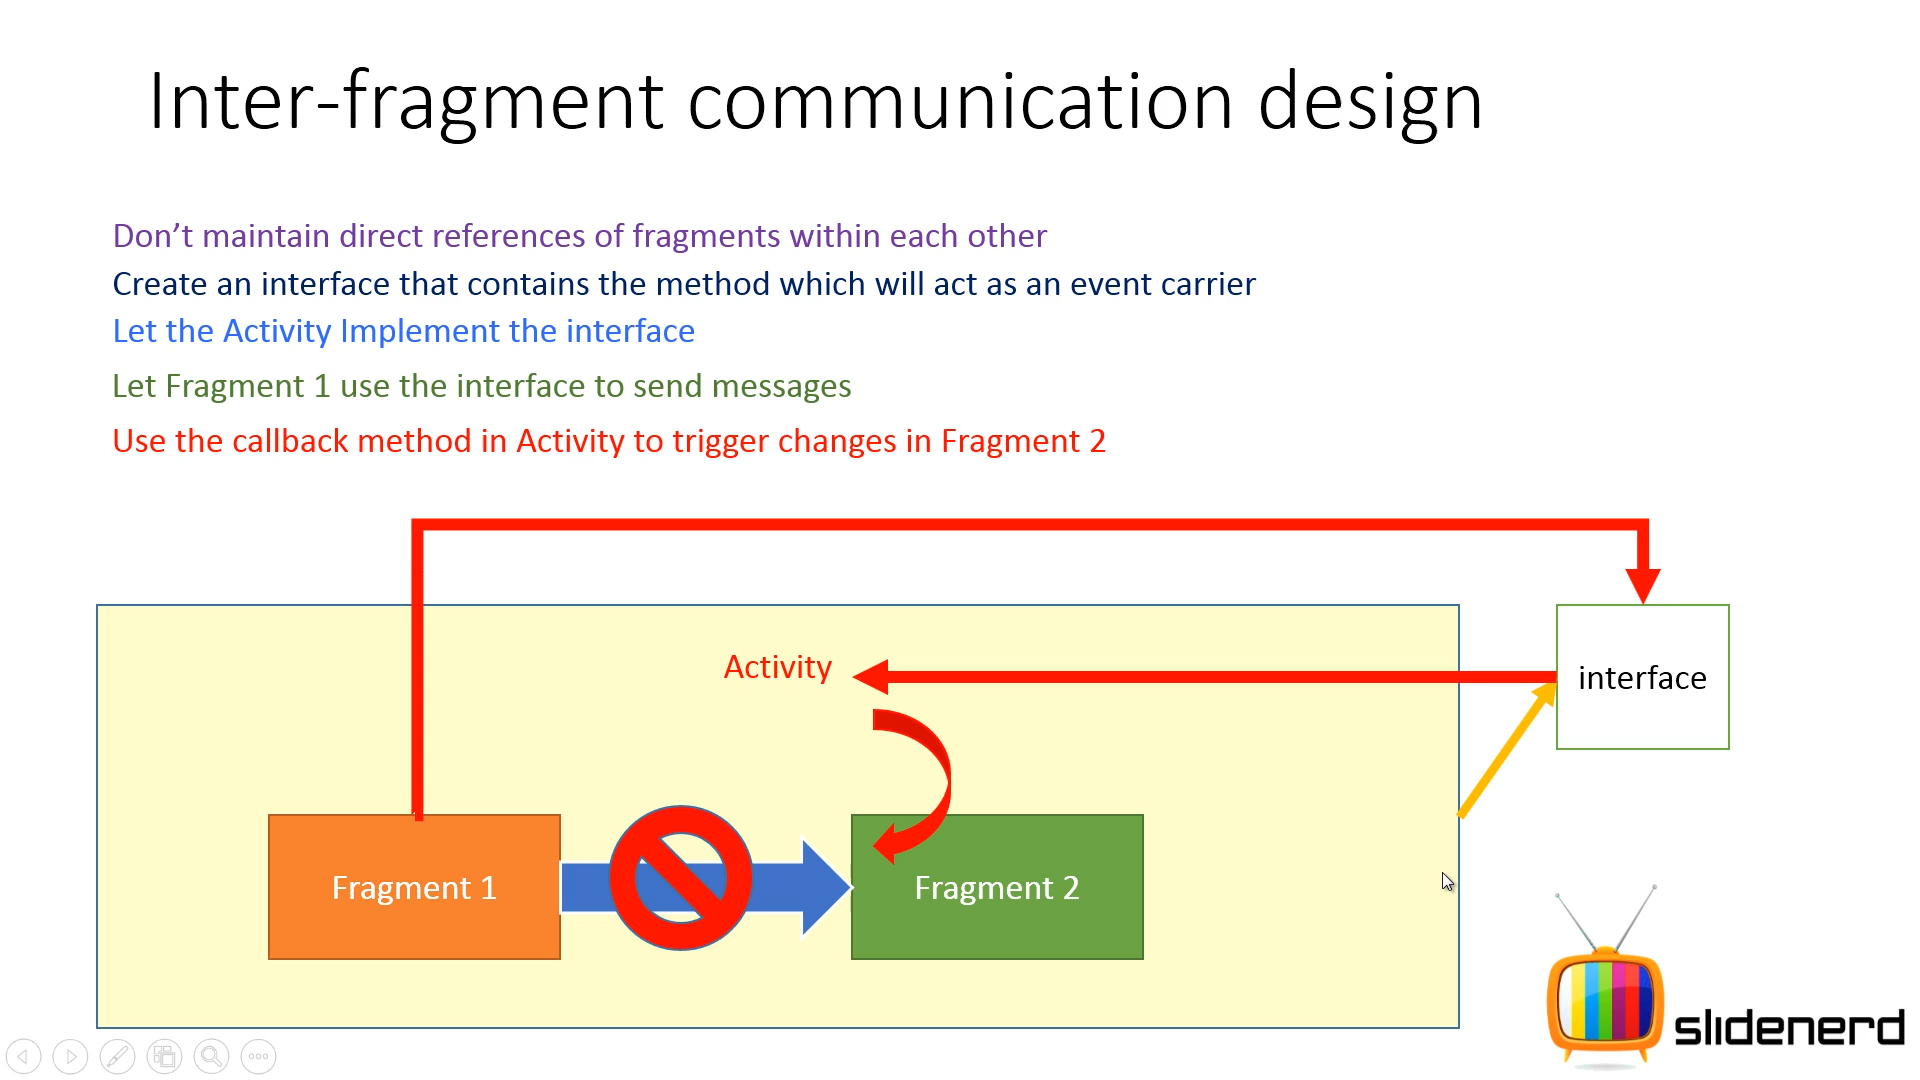 Inter-fragment communication design
Don’t maintain direct references of fragments within each other
Create an interface that contains the method which will act as an event carrier
Let the Activity Implement the interface
Let Fragment 1 use the interface to send messages
Use the callback method in Activity to trigger changes in Fragment 2
Activity
interface
Fragment 1
Fragment 2
slidenerd